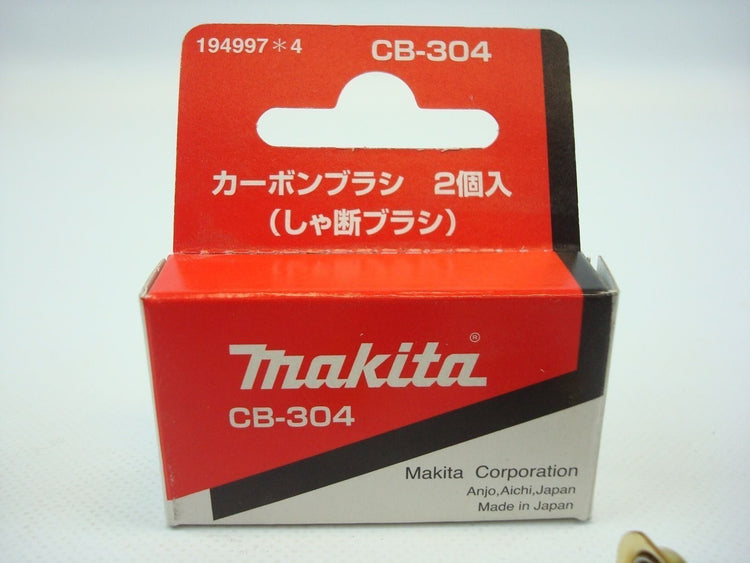 194997＊4 CB-304
カーボンブラシ 2個入
（しゃ断ブラシ）
makita®
CB-304
Makita Corporation
Anjo,Aichi,Japan
Made in Japan